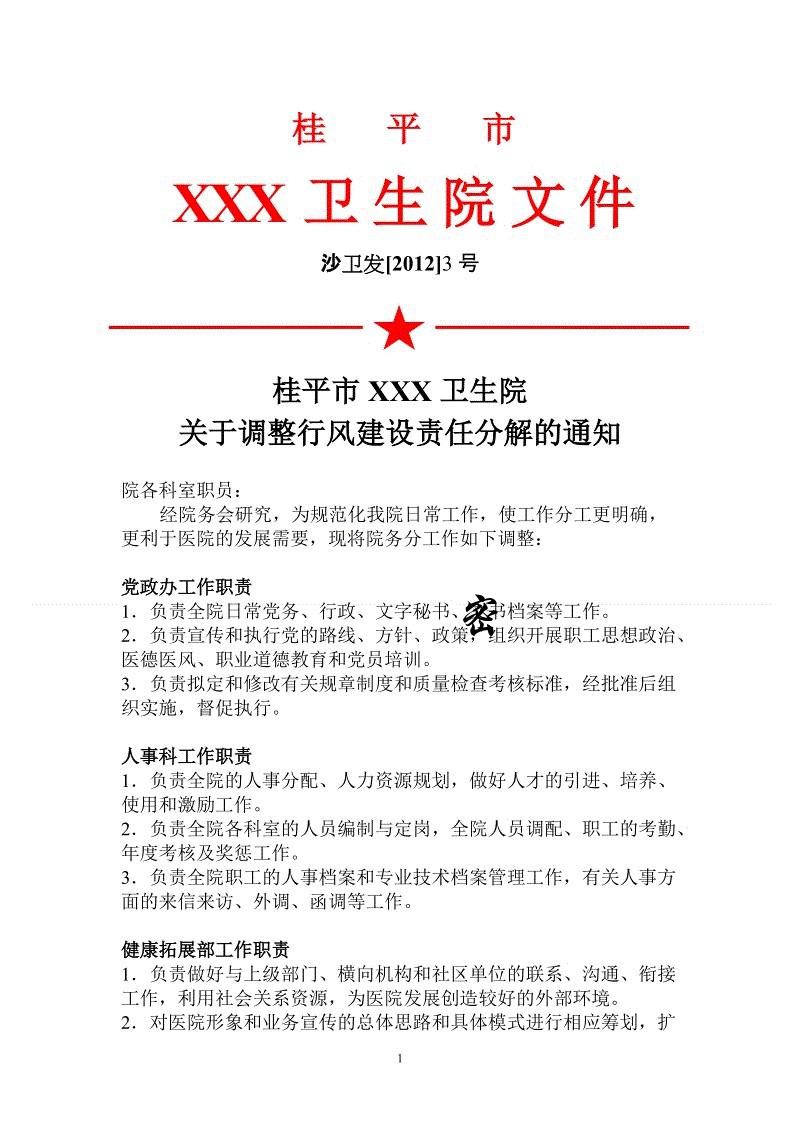 桂 平 市
XXX 卫 生 院 文 件
沙卫发[2012]3 号
桂平市 XXX 卫生院
关于调整行风建设责任分解的通知
院各科室职员：
经院务会研究，为规范化我院日常工作，使工作分工更明确，
更利于医院的发展需要，现将院务分工作如下调整：
党政办工作职责
1．负责全院日常党务、行政、文字秘书、密书档案等工作。
2．负责宣传和执行党的路线、方针、政策，组织开展职工思想政治、
医德医风、职业道德教育和党员培训。
3．负责拟定和修改有关规章制度和质量检查考核标准，经批准后组
织实施，督促执行。
人事科工作职责
1．负责全院的人事分配、人力资源规划，做好人才的引进、培养、
使用和激励工作。
2．负责全院各科室的人员编制与定岗，全院人员调配、职工的考勤、
年度考核及奖惩工作。
3．负责全院职工的人事档案和专业技术档案管理工作，有关人事方
面的来信来访、外调、函调等工作。
健康拓展部工作职责
1．负责做好与上级部门、横向机构和社区单位的联系、沟通、衔接
工作，利用社会关系资源，为医院发展创造较好的外部环境。
2．对医院形象和业务宣传的总体思路和具体模式进行相应筹划，扩
1